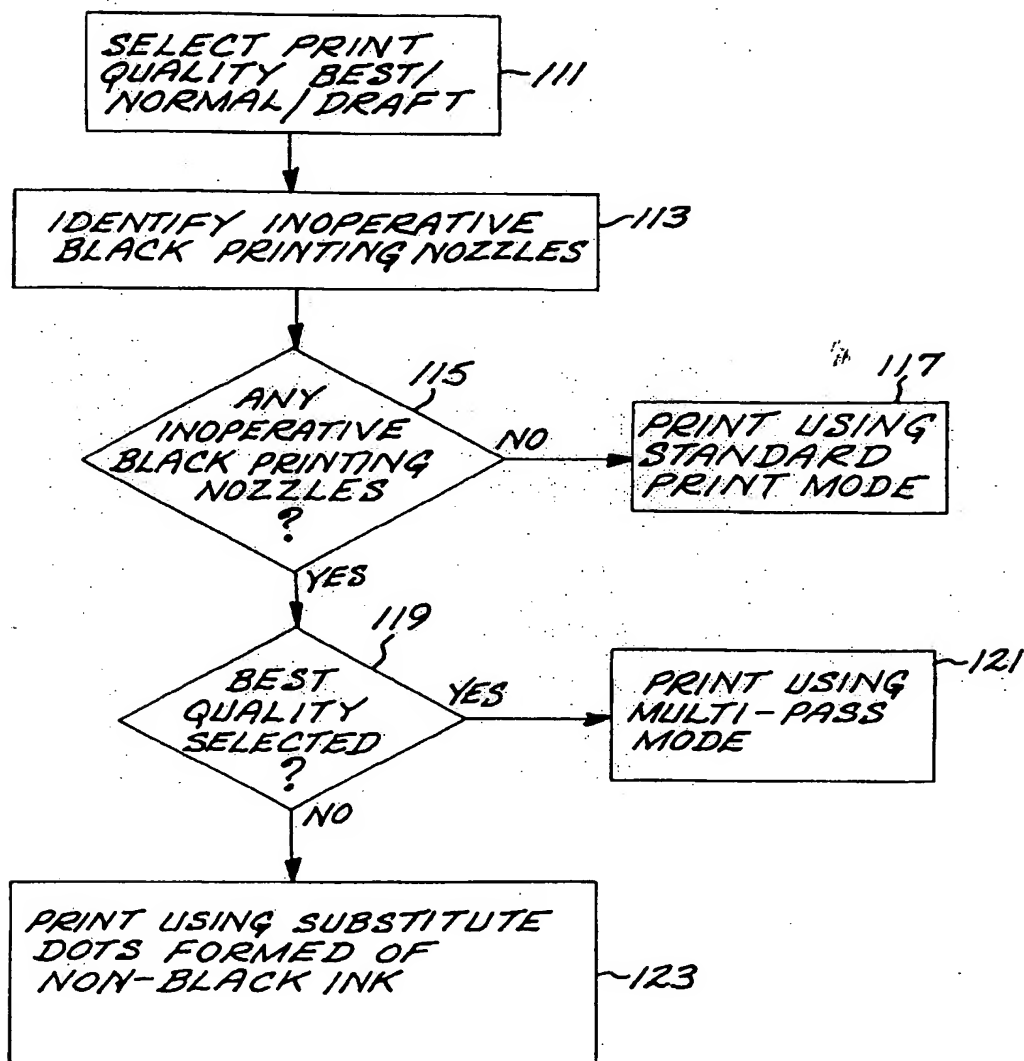 SELECT PRINT
QUALITY BEST/
NORMAL/DRAFT
111
IDENTIFY INOPERATIVE
BLACK PRINTING NOZZLES
113
ANY
INOPERATIVE
BLACK PRINTING
NOZZLES
?
115
NO
117
PRINT USING
STANDARD
PRINT MODE
YES
119
BEST
QUALITY
SELECTED
?
YES
PRINT USING
MULTI-PASS
MODE
121
NO
PRINT USING SUBSTITUTE
DOTS FORMED OF
NON-BLACK INK
123